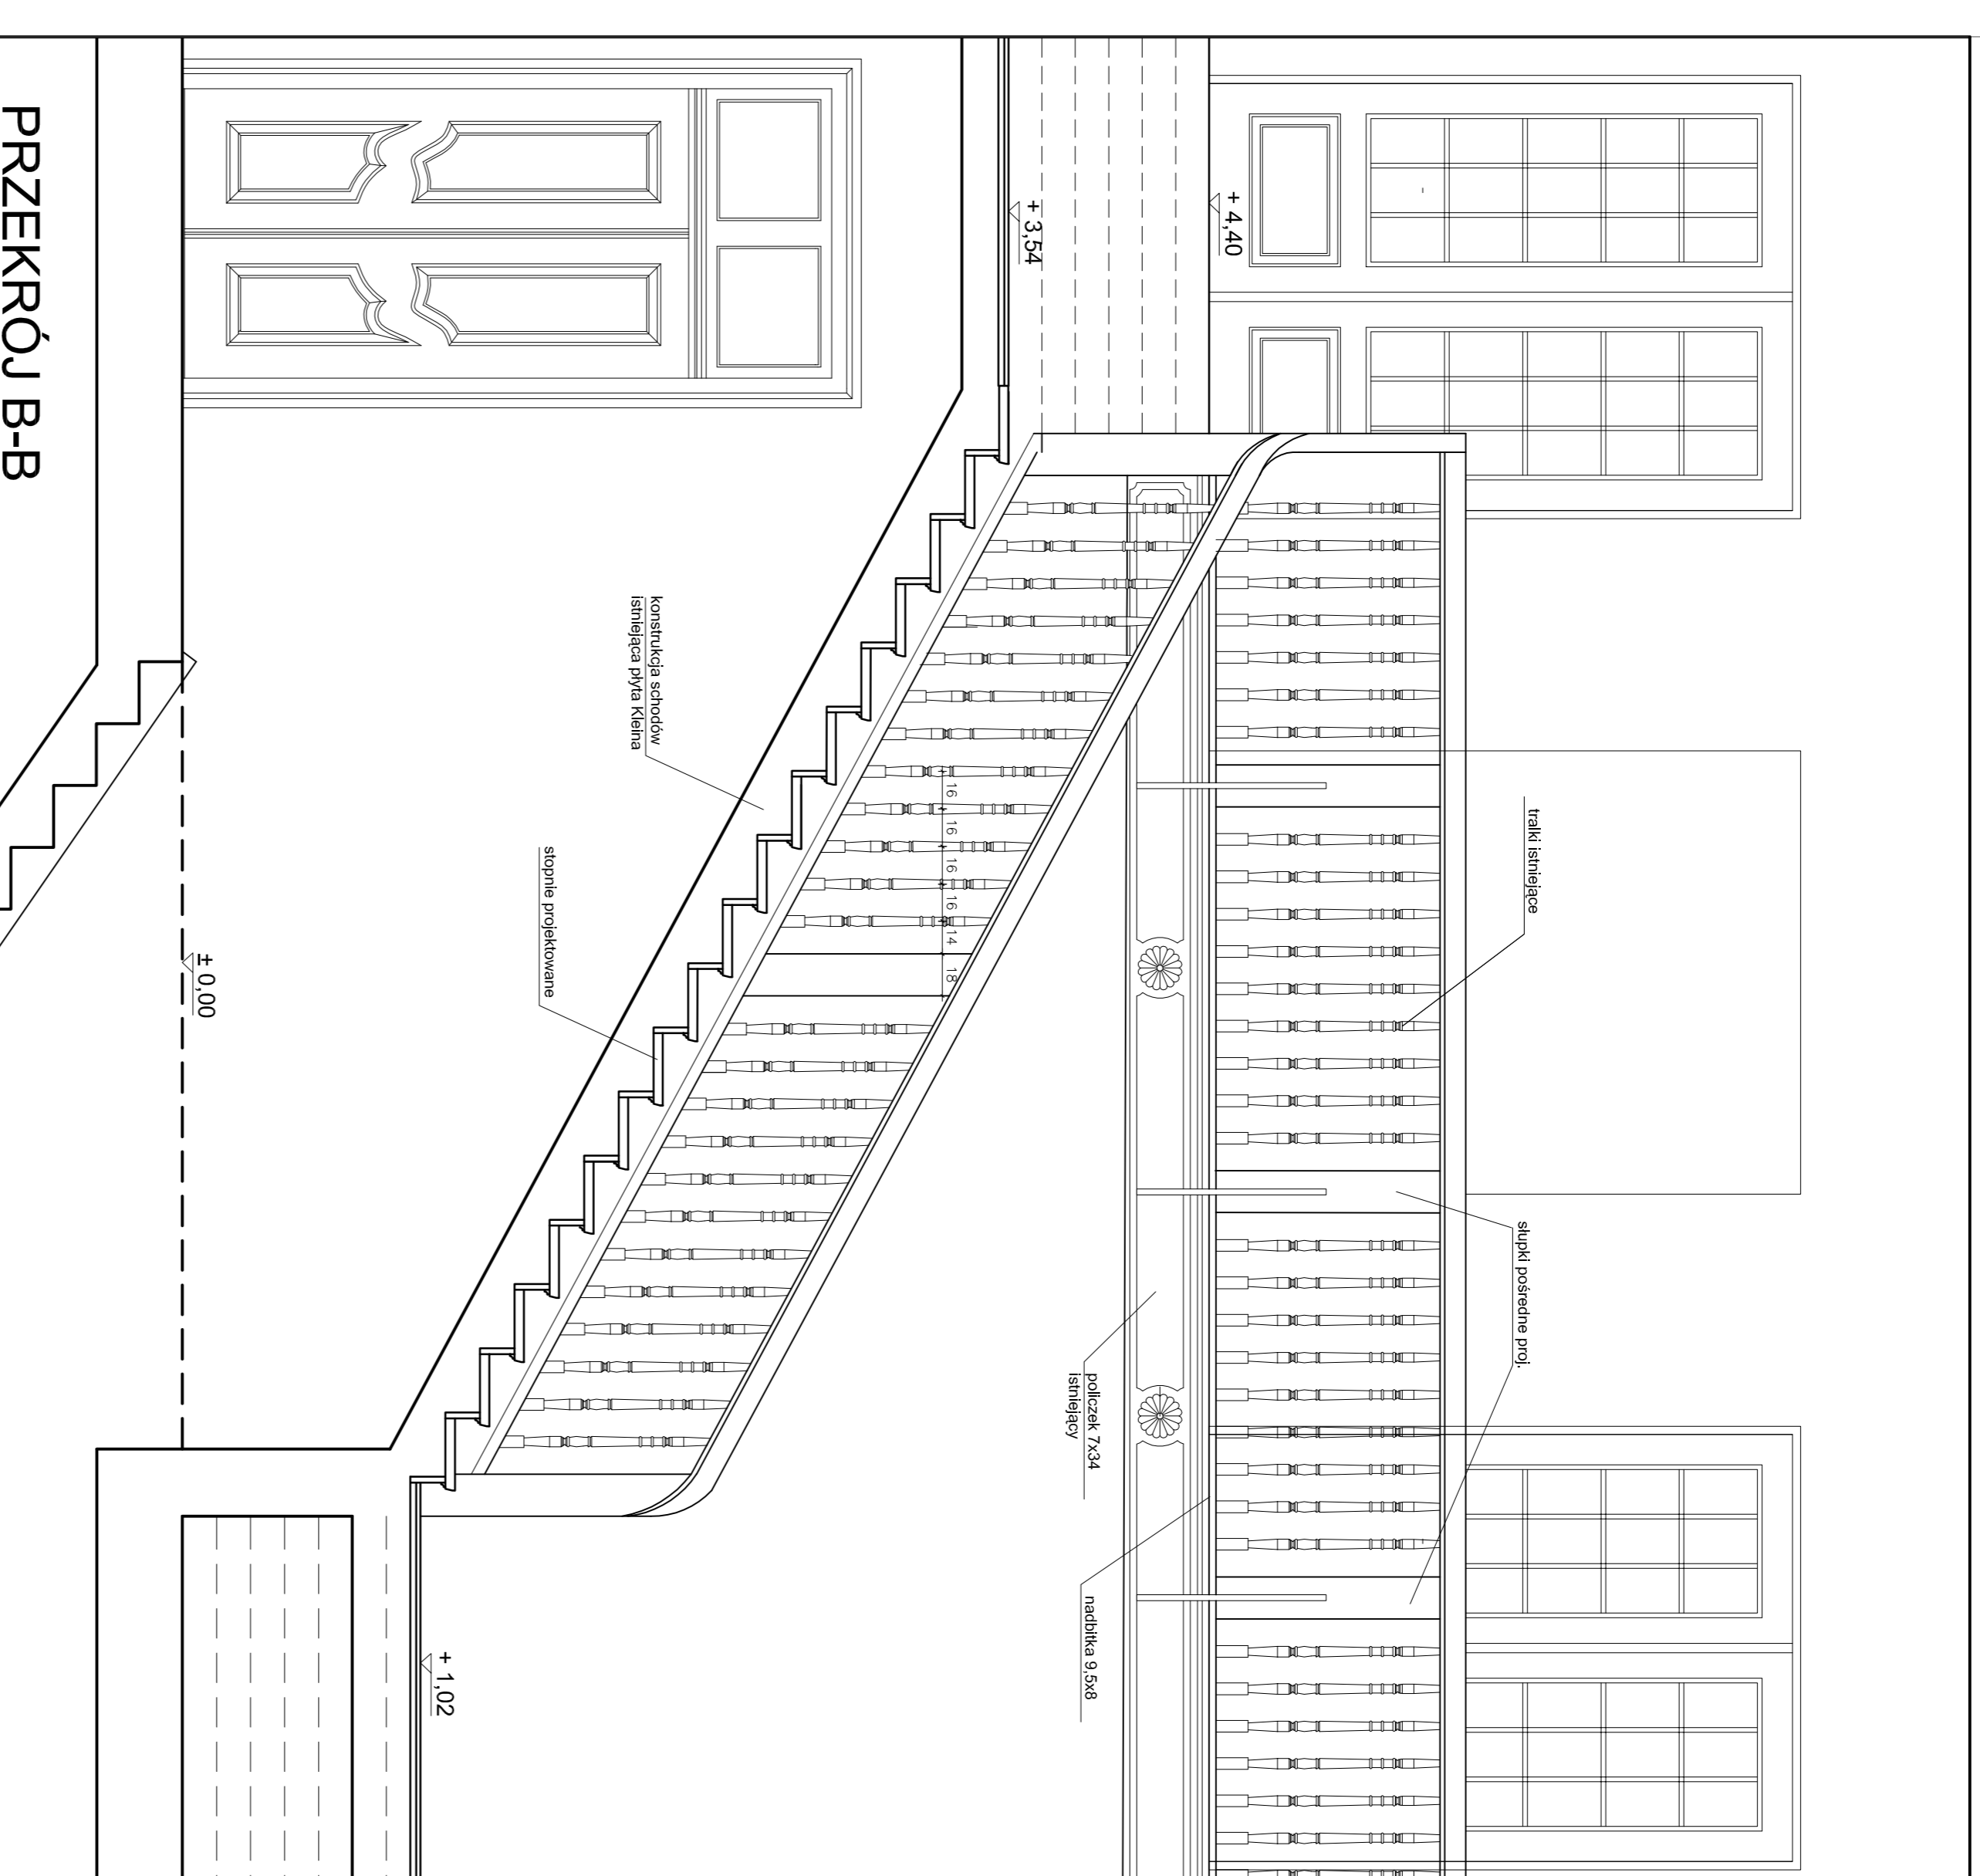 tralki istniejące
słupki pośredne proj.
+ 4,40
+ 3,54
policzek 7x34
istniejący
nadbitka 9,5x8
16
16
16
16
14
18
konstrukcja schodów
istniejąca płyta Kleina
stopnie projektowane
+ 1,02
± 0,00
PRZEKRÓJ B-B